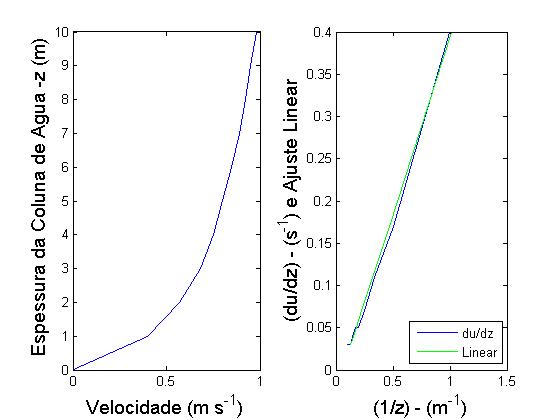 Espessura da Coluna de Agua -z (m)
10
9
8
7
6
5
4
3
2
1
0
0 0.5 1
Velocidade (m s-1)
(du/dz) - (s-1) e Ajuste Linear
0.4
0.35
0.3
0.25
0.2
0.15
0.1
0.05
0
0 0.5 1 1.5
(1/z) - (m-1)
du/dz
Linear